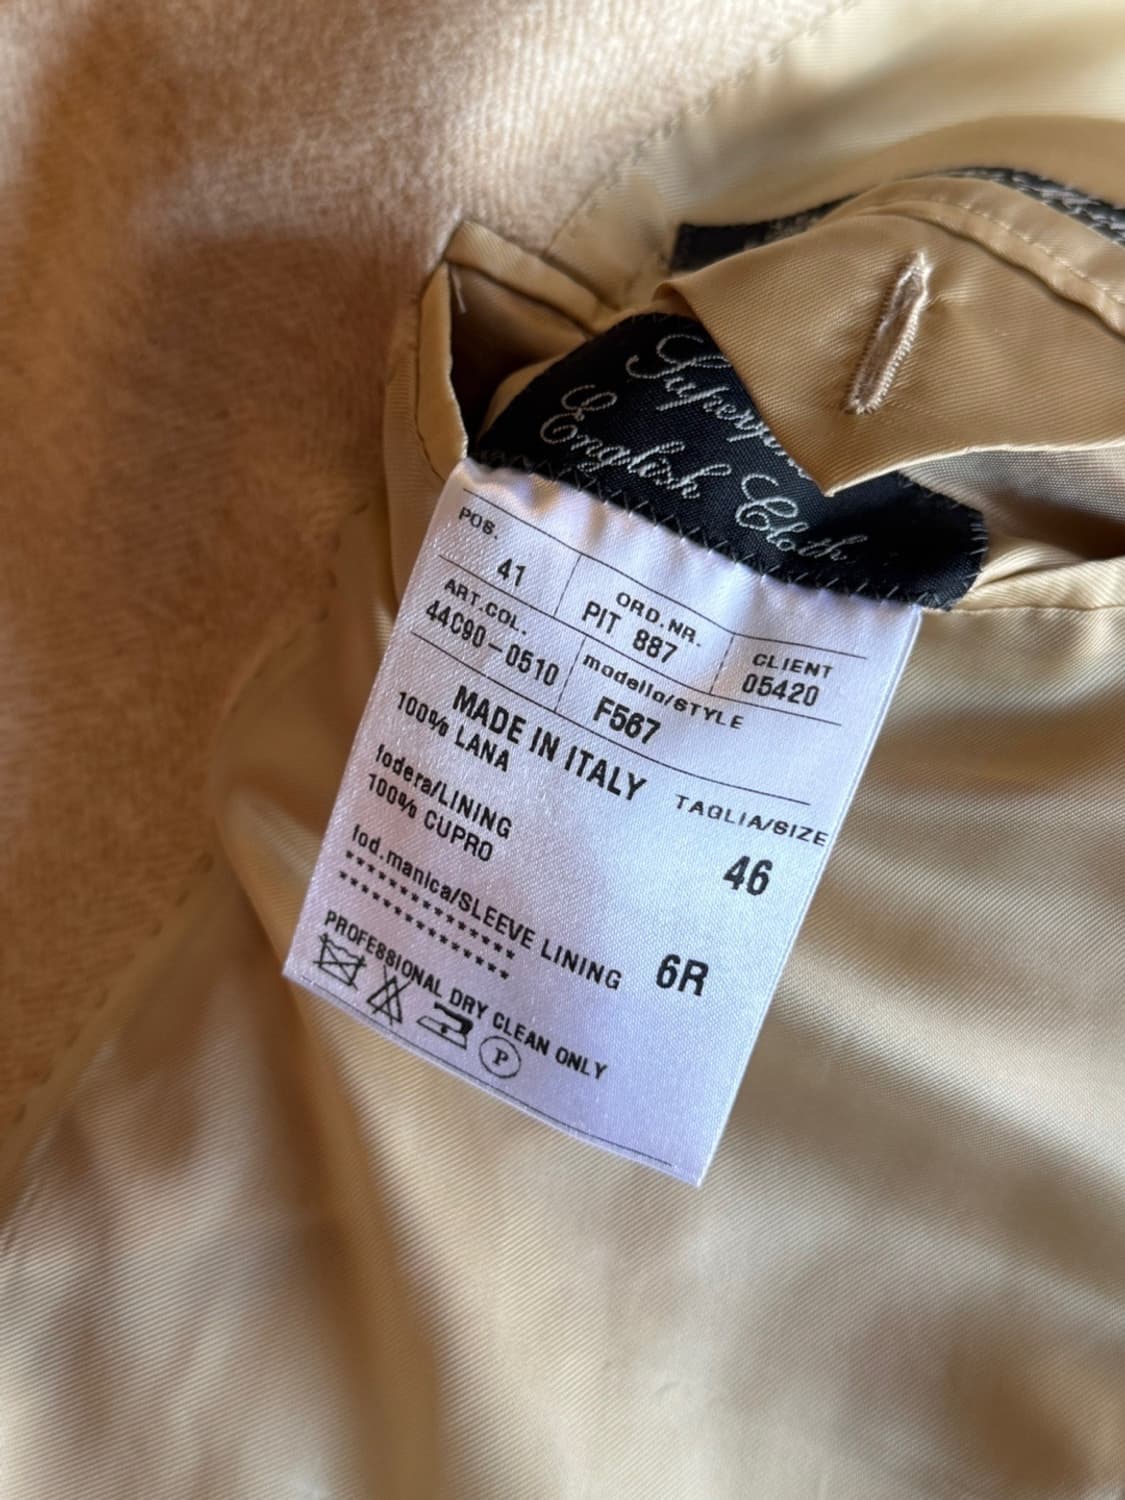 English Cloth
POS. 41
ORD.NR. PIT 887
CLIENT 05420
ART.COL. 44C90-0510
modello/STYLE F567
MADE IN ITALY
100% LANA
TAGLIA/SIZE
fodera/LINING
100% CUPRO
46
fod.manica/SLEEVE LINING
***************
***************
6R
PROFESSIONAL DRY CLEAN ONLY
P